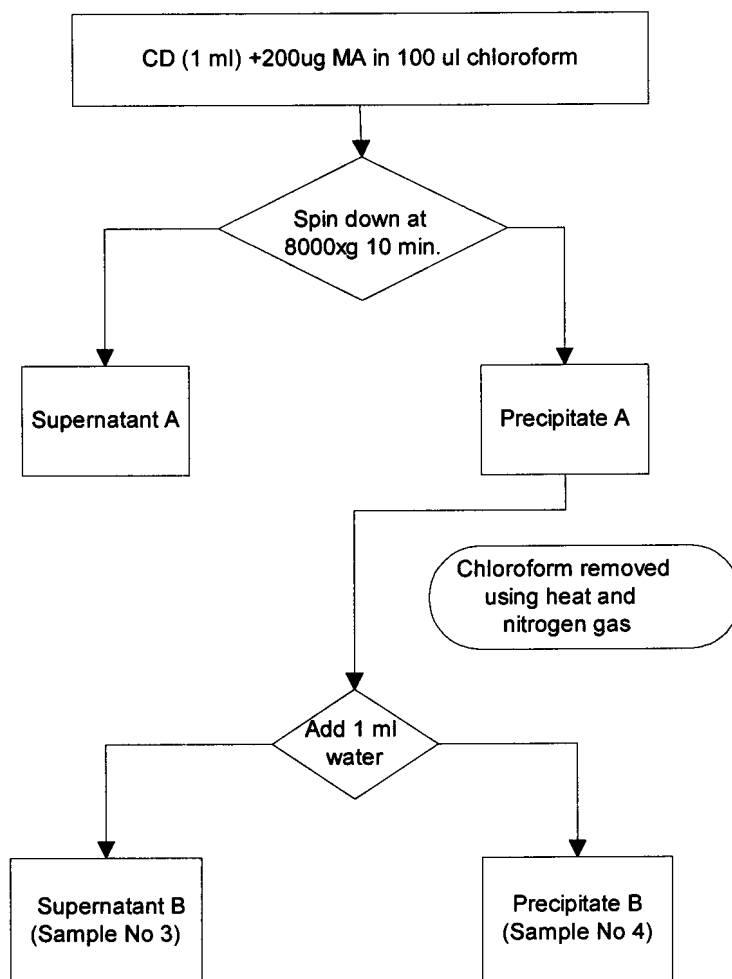 CD (1 ml) +200ug MA in 100 ul chloroform
Spin down at
8000xg 10 min.
Supernatant A
Precipitate A
Chloroform removed
using heat and
nitrogen gas
Add 1 ml
water
Supernatant B
(Sample No 3)
Precipitate B
(Sample No 4)